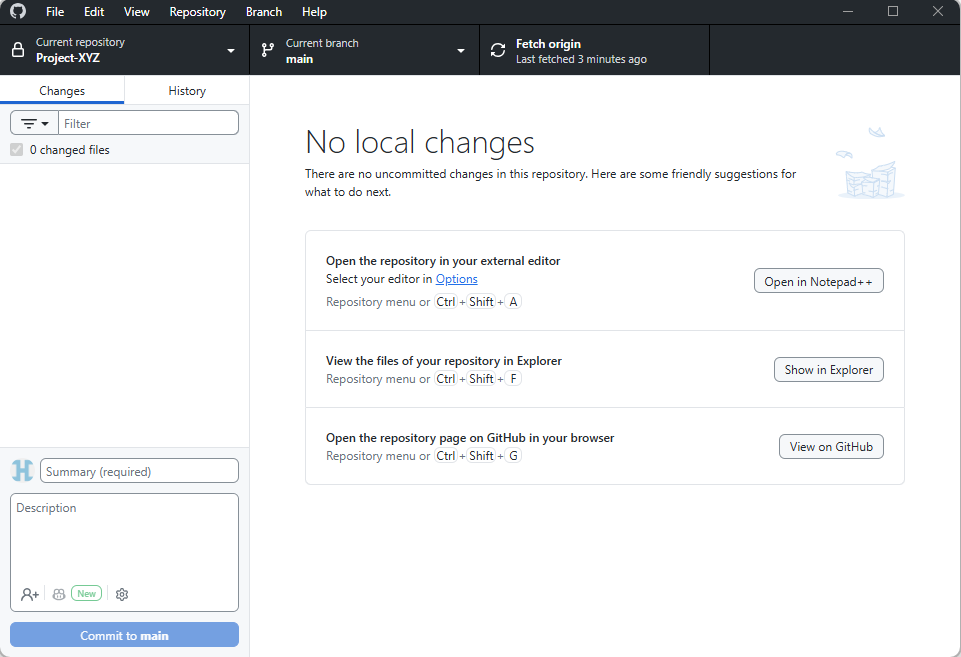 File Edit View Repository Branch Help
Current repository
Project-XYZ
Current branch
main
Fetch origin
Last fetched 3 minutes ago
Changes
History
Filter
0 changed files
No local changes
There are no uncommitted changes in this repository. Here are some friendly suggestions for
what to do next.
Open the repository in your external editor
Select your editor in Options
Repository menu or Ctrl + Shift + A
Open in Notepad++
View the files of your repository in Explorer
Repository menu or Ctrl + Shift + F
Show in Explorer
Open the repository page on GitHub in your browser
Repository menu or Ctrl + Shift + G
View on GitHub
Summary (required)
Description
New
Commit to main